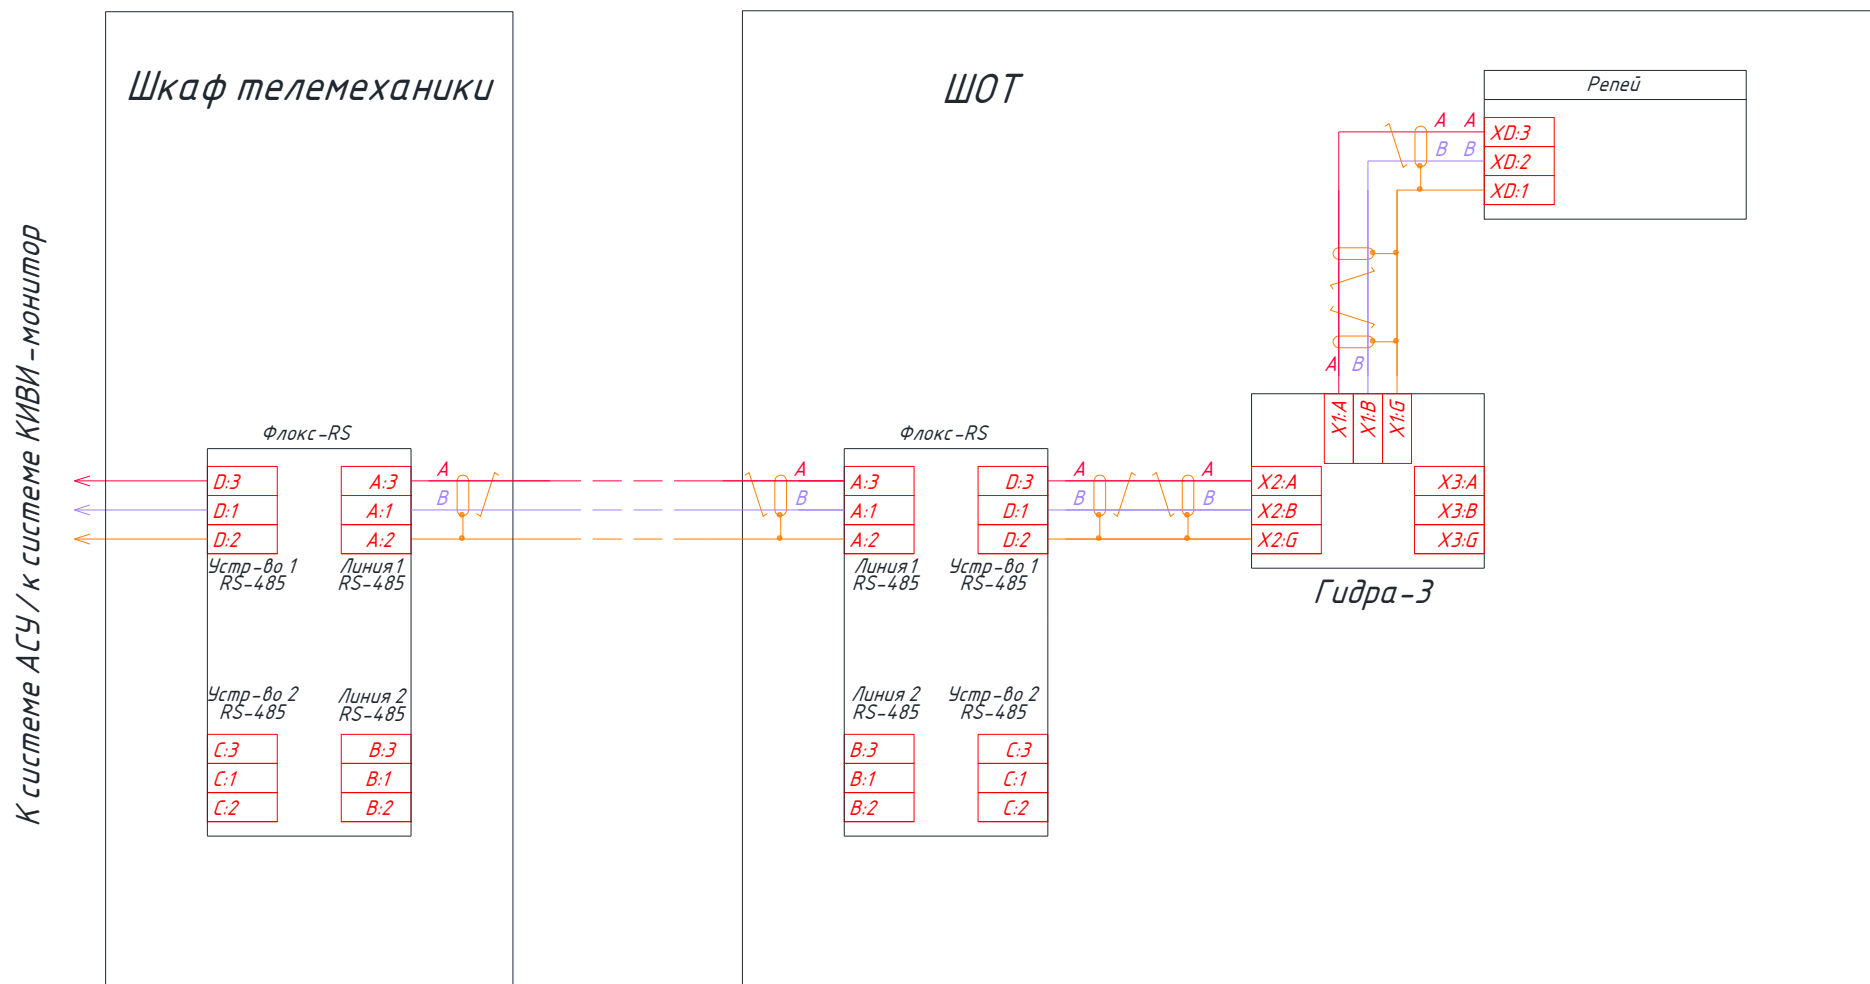 К системе АСУ / к системе КИВИ-монитор
Шкаф телемеханики
Флокс-RS
D:3
D:1
D:2
A:3
A:1
A:2
A
B
Устр-во 1
RS-485
Линия 1
RS-485
Устр-во 2
RS-485
Линия 2
RS-485
C:3
C:1
C:2
B:3
B:1
B:2
ШОТ
Флокс-RS
A
B
A:3
A:1
A:2
D:3
D:1
D:2
Линия 1
RS-485
Устр-во 1
RS-485
Линия 2
RS-485
Устр-во 2
RS-485
B:3
B:1
B:2
C:3
C:1
C:2
A
B
A
B
Репей
A A
B B
XD:3
XD:2
XD:1
A B
X1:A
X1:B
X1:G
X2:A
X2:B
X2:G
X3:A
X3:B
X3:G
Гидра-3